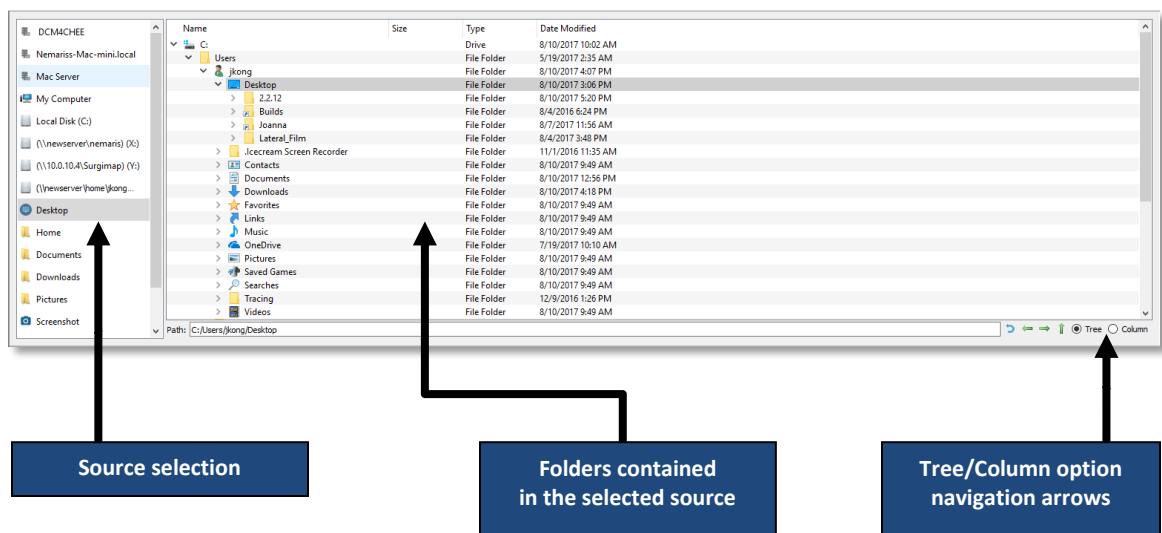 DCM4CHEE
Nemariss-Mac-mini.local
Mac Server
My Computer
Local Disk (C:)
(\\newserver\nemaris) (X:)
(\\10.0.10.4\Surgimap) (Y:)
(\\newserver\home\jkong...
Desktop
Home
Documents
Downloads
Pictures
Screenshot
Name Size Type Date Modified
C: Drive 8/10/2017 10:02 AM
Users File Folder 5/19/2017 2:35 AM
jkong File Folder 8/10/2017 4:07 PM
Desktop File Folder 8/10/2017 3:06 PM
2.2.12 File Folder 8/10/2017 5:20 PM
Builds File Folder 8/4/2016 6:24 PM
Joanna File Folder 8/7/2017 11:56 AM
Lateral_Film File Folder 8/4/2017 3:48 PM
.Icecream Screen Recorder File Folder 11/1/2016 11:35 AM
Contacts File Folder 8/10/2017 9:49 AM
Documents File Folder 8/10/2017 12:56 PM
Downloads File Folder 8/10/2017 4:18 PM
Favorites File Folder 8/10/2017 9:49 AM
Links File Folder 8/10/2017 9:49 AM
Music File Folder 8/10/2017 9:49 AM
OneDrive File Folder 7/19/2017 10:10 AM
Pictures File Folder 8/10/2017 9:49 AM
Saved Games File Folder 8/10/2017 9:49 AM
Searches File Folder 8/10/2017 9:49 AM
Tracing File Folder 12/9/2016 1:26 PM
Videos File Folder 8/10/2017 9:49 AM
Path: C:/Users/jkong/Desktop Tree Column
Source selection
Folders contained
in the selected source
Tree/Column option
navigation arrows